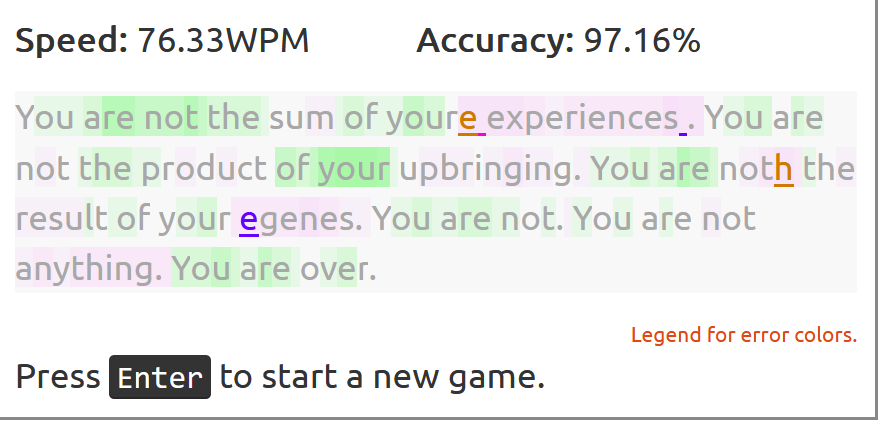 Speed: 76.33WPM Accuracy: 97.16%
You are not the sum of youre experiences . You are
not the product of your upbringing. You are noth the
result of your egenes. You are not. You are not
anything. You are over.
Legend for error colors.
Press Enter to start a new game.